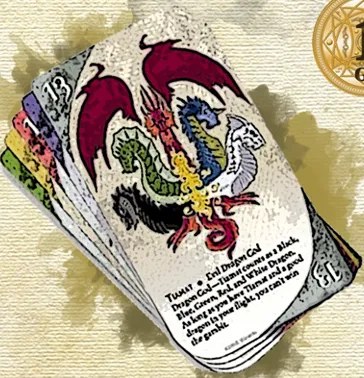 13
1
TIAMAT • Evil Dragon God
Dragon God—Tiamat counts as a Black,
Blue, Green, Red, and White Dragon.
As long as you have Tiamat and a good
dragon in your flight, you can't win
the gambit.
13